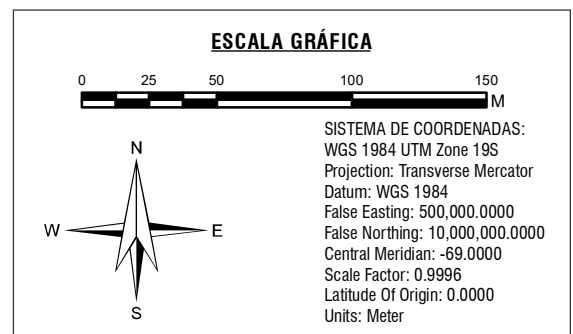 ESCALA GRÁFICA
0 25 50 100 150
M
SISTEMA DE COORDENADAS:
WGS 1984 UTM Zone 19S
Projection: Transverse Mercator
Datum: WGS 1984
False Easting: 500,000.0000
False Northing: 10,000,000.0000
Central Meridian: -69.0000
Scale Factor: 0.9996
Latitude Of Origin: 0.0000
Units: Meter
N
W E
S